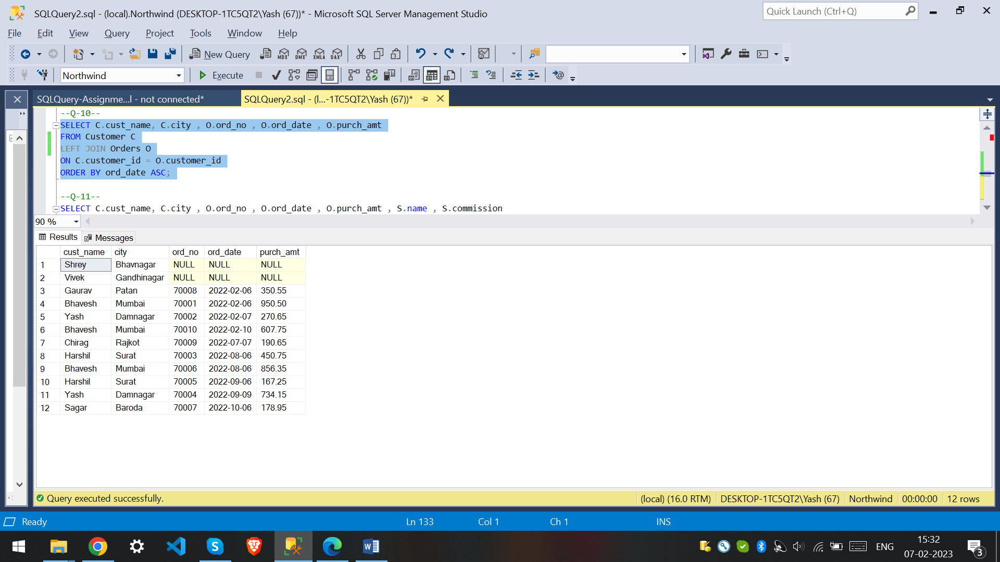 SQLQuery2.sql - (local).Northwind (DESKTOP-1TC5QT2\Yash (67))* - Microsoft SQL Server Management Studio
Quick Launch (Ctrl+Q)
File Edit View Query Project Tools Window Help
New Query MDX DMX XMLA DAX
Northwind Execute
SQLQuery-Assignme...l - not connected* SQLQuery2.sql - (l...-1TC5QT2\Yash (67))*
--Q-10--
SELECT C.cust_name, C.city , O.ord_no , O.ord_date , O.purch_amt
FROM Customer C
LEFT JOIN Orders O
ON C.customer_id = O.customer_id
ORDER BY ord_date ASC;
--Q-11--
SELECT C.cust_name, C.city , O.ord_no , O.ord_date , O.purch_amt , S.name , S.commission
90 %
Results Messages
cust_name city ord_no ord_date purch_amt
1 Shrey Bhavnagar NULL NULL NULL
2 Vivek Gandhinagar NULL NULL NULL
3 Gaurav Patan 70008 2022-02-06 350.55
4 Bhavesh Mumbai 70001 2022-02-06 950.50
5 Yash Damnagar 70002 2022-02-07 270.65
6 Bhavesh Mumbai 70010 2022-02-10 607.75
7 Chirag Rajkot 70009 2022-07-07 190.65
8 Harshil Surat 70003 2022-08-06 450.75
9 Bhavesh Mumbai 70006 2022-08-06 856.35
10 Harshil Surat 70005 2022-09-06 167.25
11 Yash Damnagar 70004 2022-09-09 734.15
12 Sagar Baroda 70007 2022-10-06 178.95
Query executed successfully. (local) (16.0 RTM) DESKTOP-1TC5QT2\Yash (67) Northwind 00:00:00 12 rows
Ready Ln 133 Col 1 Ch 1 INS
ENG 15:32
07-02-2023 3